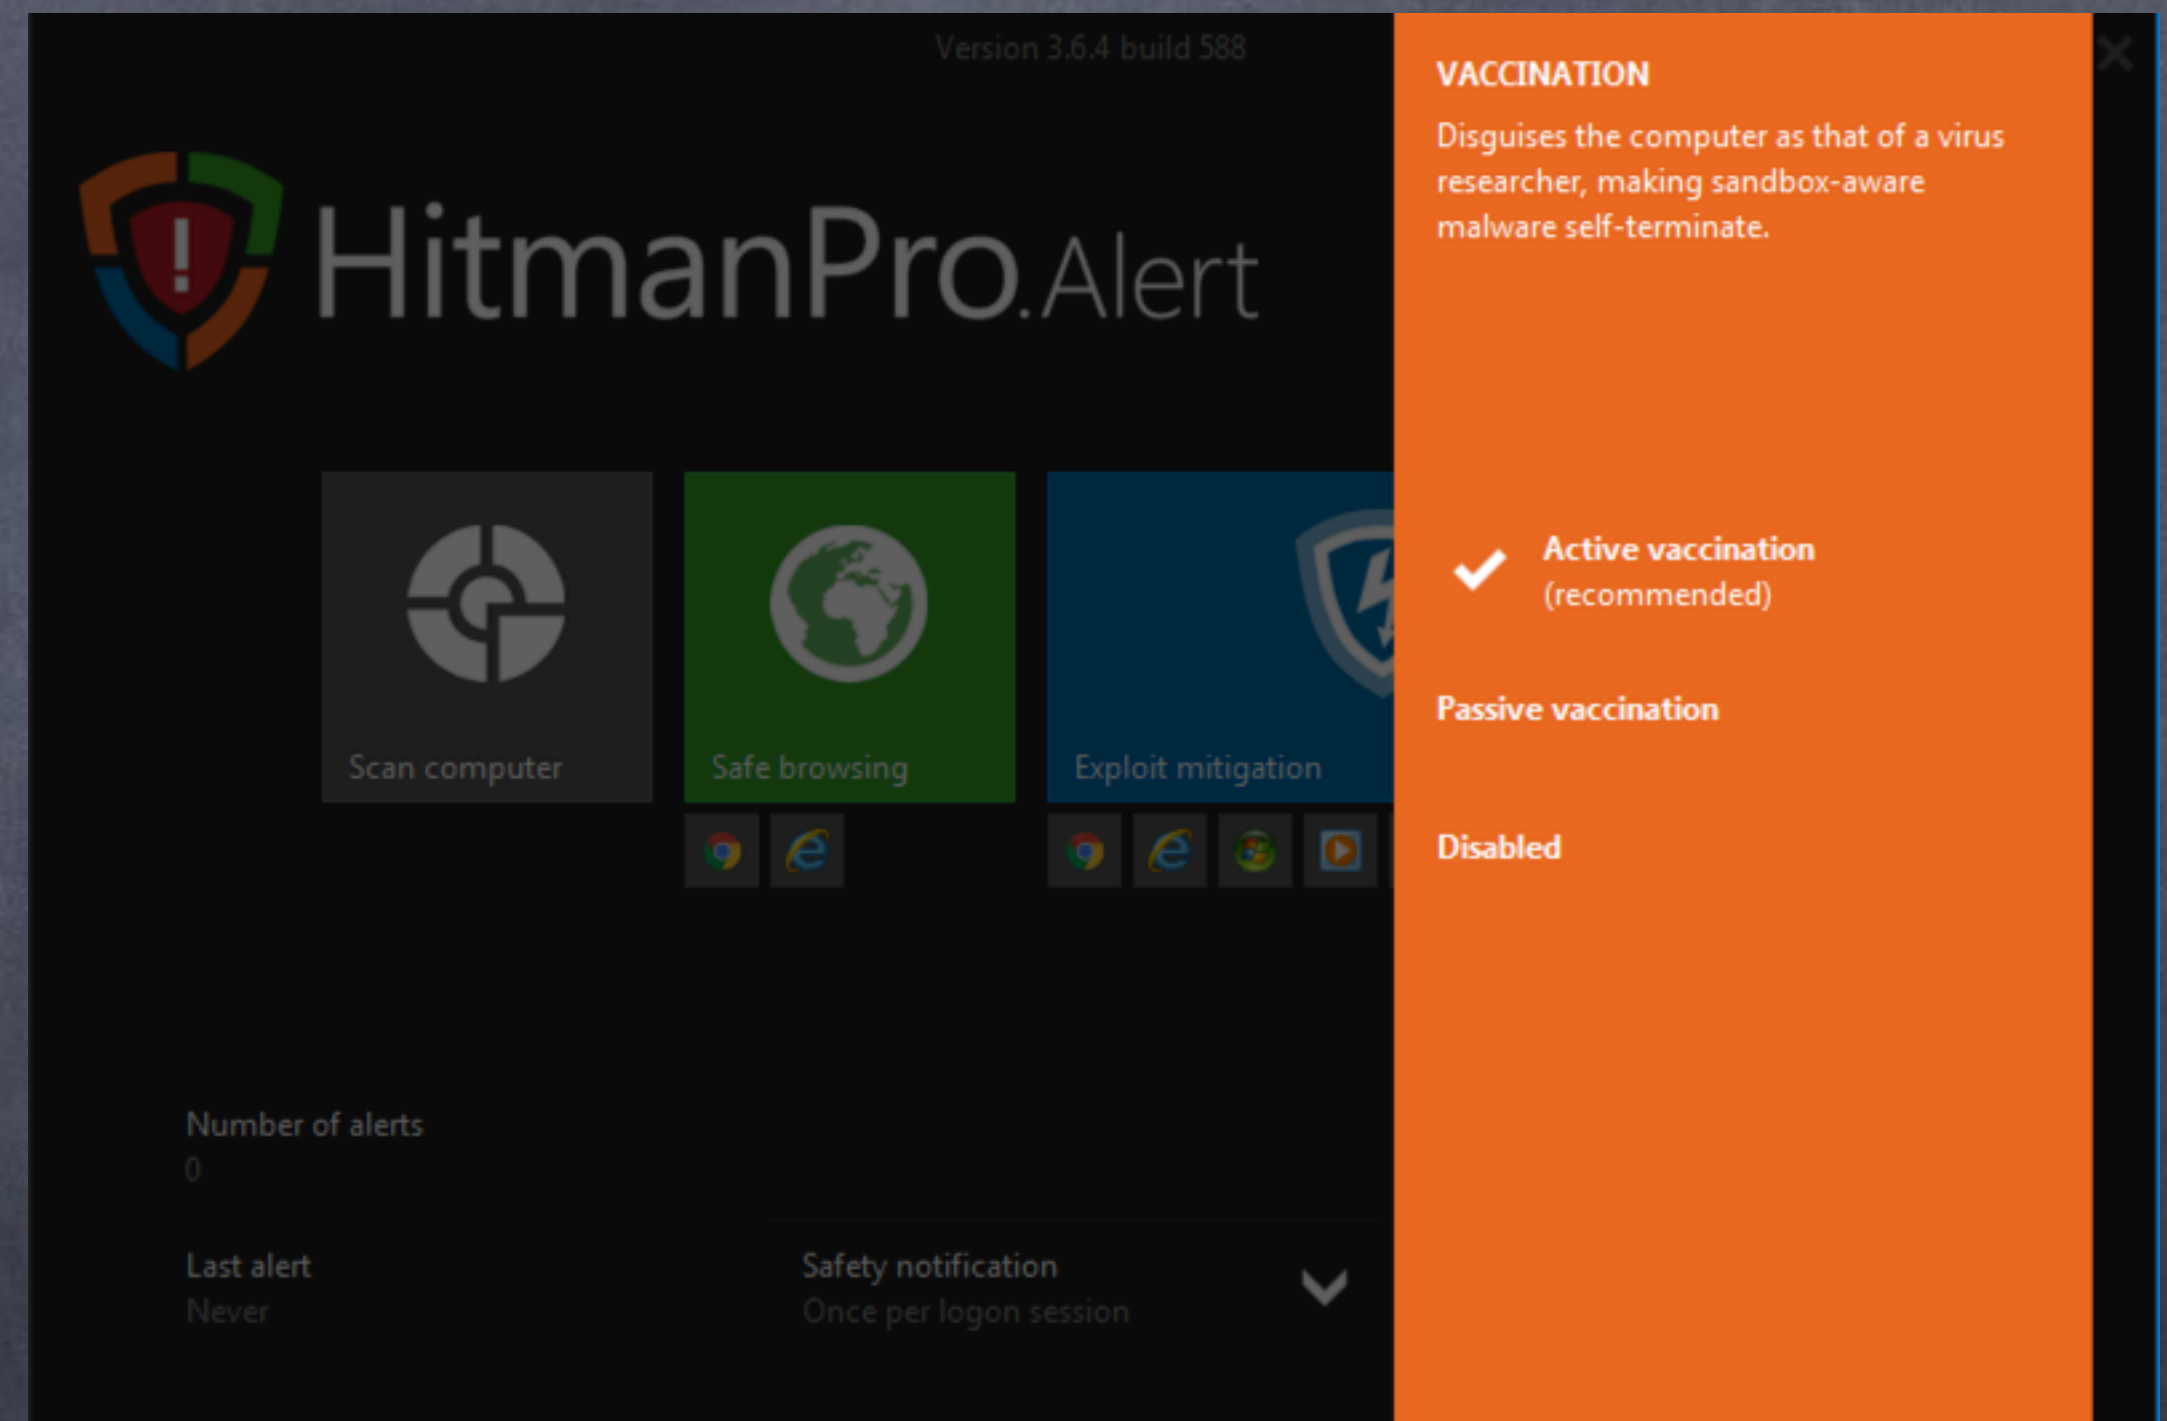 Version 3.6.4 build 588
HitmanPro.Alert
Scan computer
Safe browsing
Exploit mitigation
Number of alerts
0
Last alert
Never
Safety notification
Once per logon session
VACCINATION
Disguises the computer as that of a virus
researcher, making sandbox-aware
malware self-terminate.
Active vaccination
(recommended)
Passive vaccination
Disabled